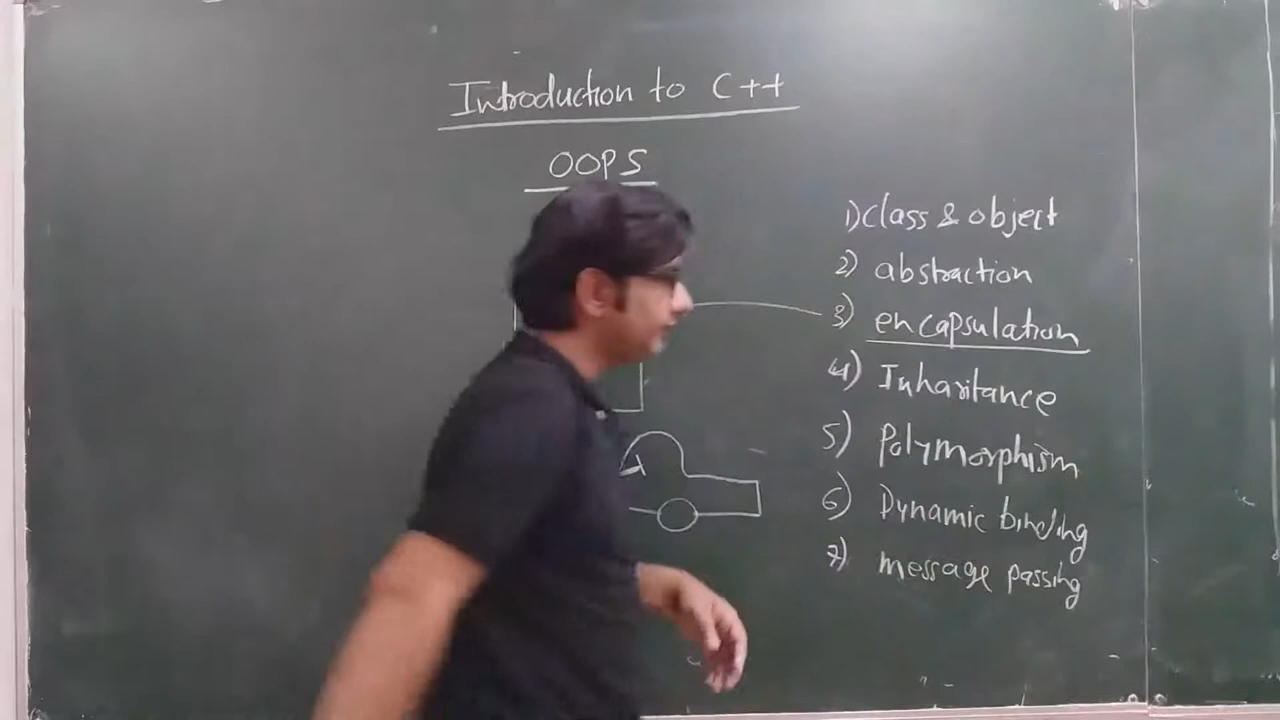 Introduction to C++
OOPS
1) class & object
2) abstraction
3) encapsulation
4) Inharitance
5) Polymorphism
6) Dynamic binding
7) message passing